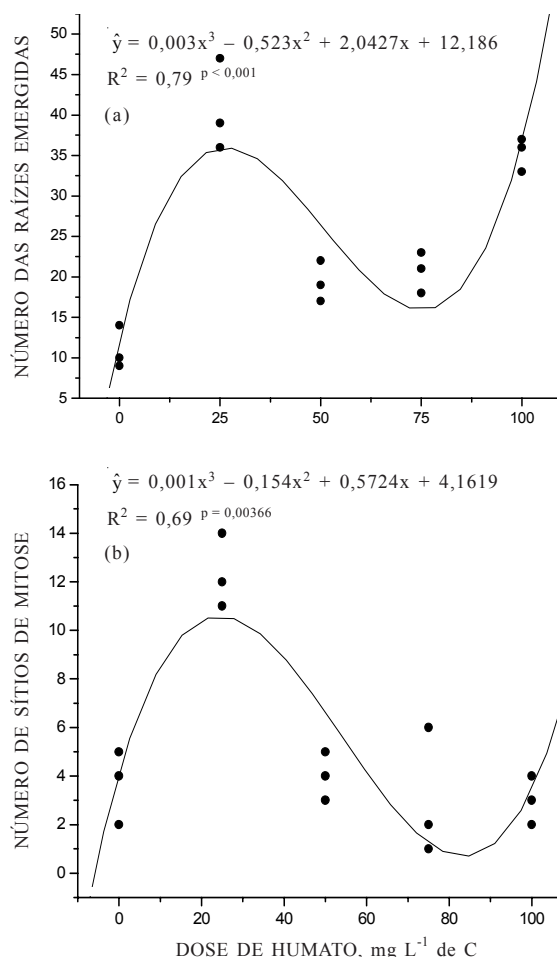 ŷ = 0,003x³ – 0,523x² + 2,0427x + 12,186
R² = 0,79 p < 0,001
(a)
NÚMERO DAS RAÍZES EMERGIDAS
50
45
40
35
30
25
20
15
10
5
0 25 50 75 100
ŷ = 0,001x³ – 0,154x² + 0,5724x + 4,1619
R² = 0,69 p = 0,00366
(b)
NÚMERO DE SÍTIOS DE MITOSE
16
14
12
10
8
6
4
2
0
0 20 40 60 80 100
DOSE DE HUMATO, mg L⁻¹ de C